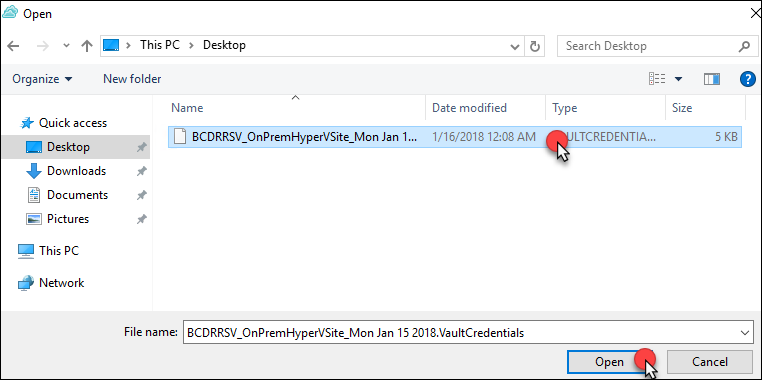 Open
This PC > Desktop
Search Desktop
Organize New folder
Name Date modified Type Size
Quick access
BCDRRSV_OnPremHyperVSite_Mon Jan 1... 1/16/2018 12:08 AM ULTCREDENTIA... 5 KB
Desktop
Downloads
Documents
Pictures
This PC
Network
File name: BCDRRSV_OnPremHyperVSite_Mon Jan 15 2018.VaultCredentials
Open Cancel